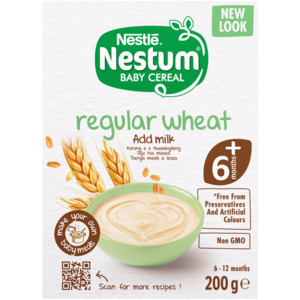 NEW
LOOK
Nestlé
Nestum®
BABY CEREAL
regular wheat
Add milk
6+
months
*Free From
Preservatives
And Artificial
Colours
Non GMO
make your own
baby meals
6 - 12 months
Scan for more recipes !
200 g e